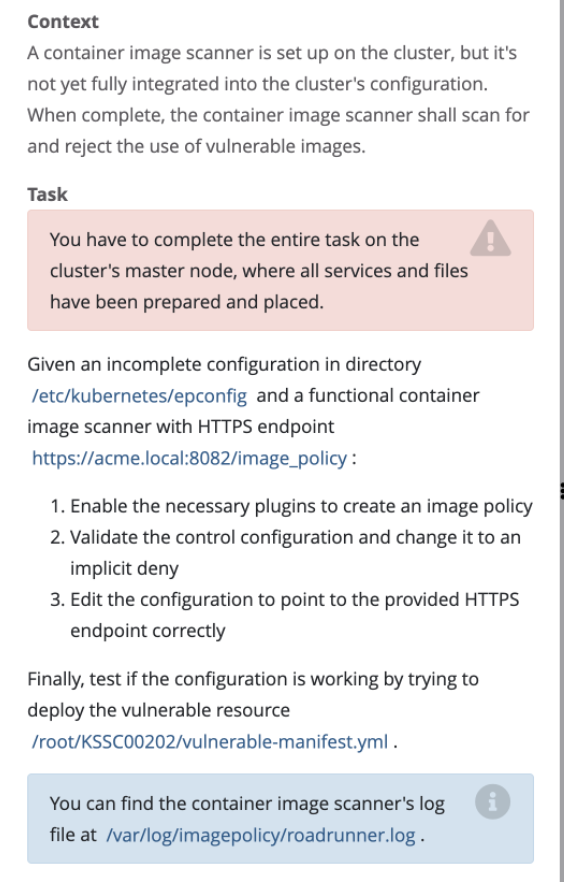 Context
A container image scanner is set up on the cluster, but it's
not yet fully integrated into the cluster's configuration.
When complete, the container image scanner shall scan for
and reject the use of vulnerable images.
Task
You have to complete the entire task on the
cluster's master node, where all services and files
have been prepared and placed.
Given an incomplete configuration in directory
/etc/kubernetes/epconfig and a functional container
image scanner with HTTPS endpoint
https://acme.local:8082/image_policy :
1. Enable the necessary plugins to create an image policy
2. Validate the control configuration and change it to an
implicit deny
3. Edit the configuration to point to the provided HTTPS
endpoint correctly
Finally, test if the configuration is working by trying to
deploy the vulnerable resource
/root/KSSC00202/vulnerable-manifest.yml .
You can find the container image scanner's log
file at /var/log/imagepolicy/roadrunner.log .